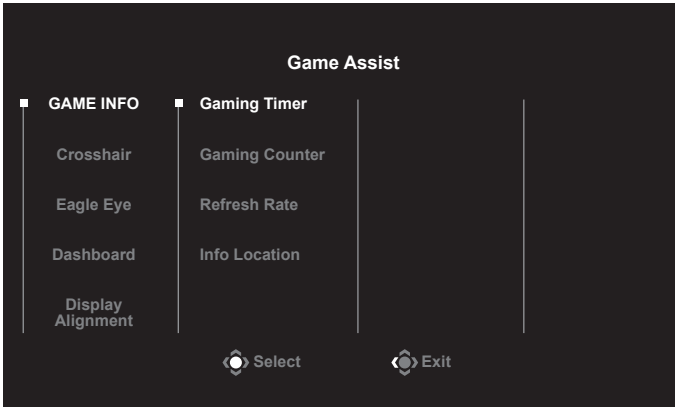 Game Assist
GAME INFO
Gaming Timer
Crosshair
Gaming Counter
Eagle Eye
Refresh Rate
Dashboard
Info Location
Display
Alignment
Select
Exit